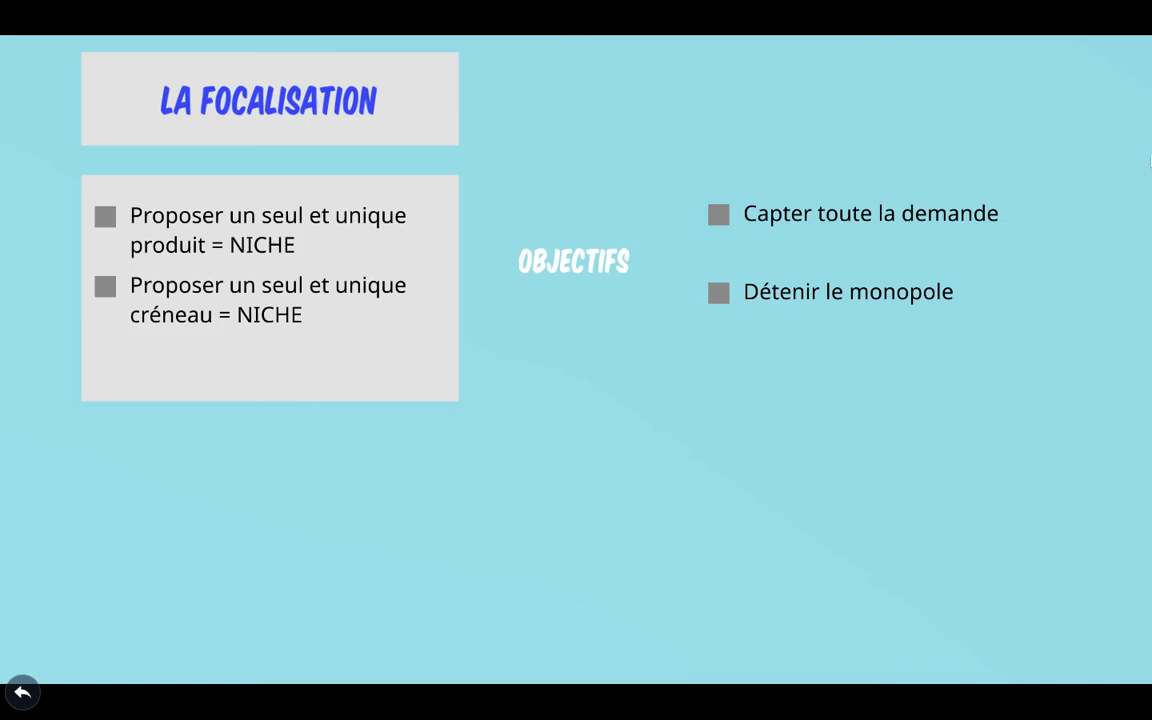 LA FOCALISATION
Proposer un seul et unique
produit = NICHE
Proposer un seul et unique
créneau = NICHE
OBJECTIFS
Capter toute la demande
Détenir le monopole